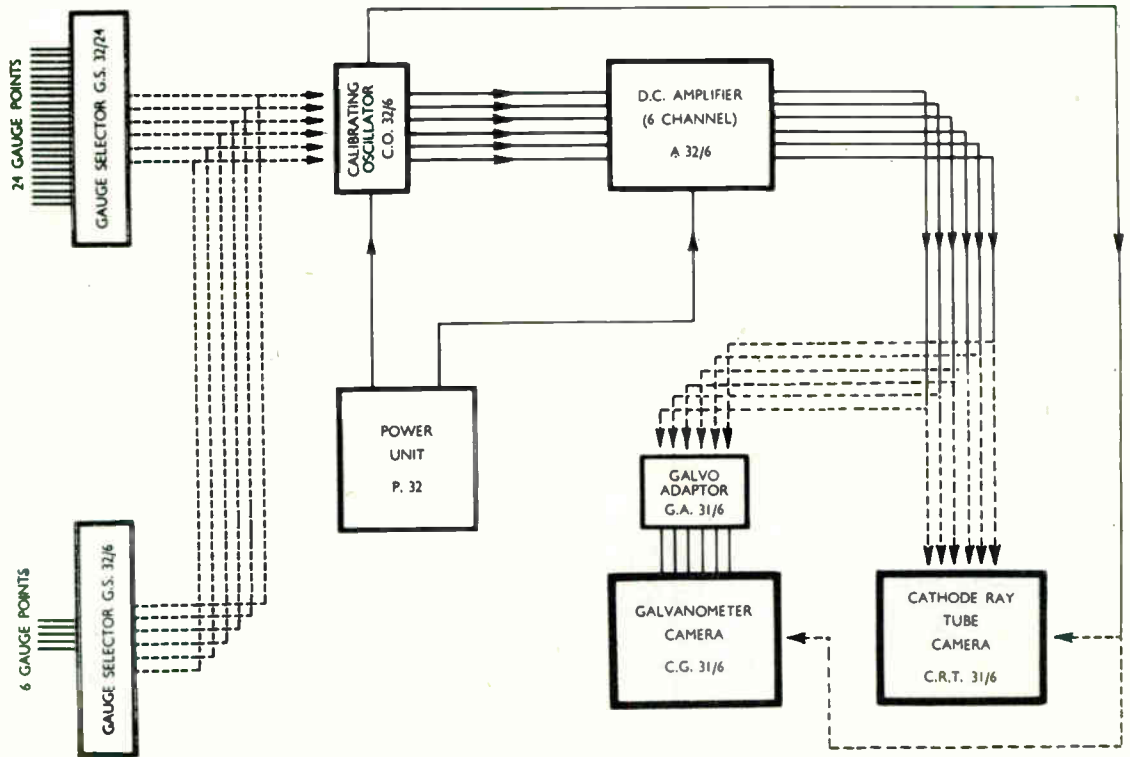 24 GAUGE POINTS
GAUGE SELECTOR G.S. 32/24
CALIBRATING
OSCILLATOR
C.O. 32/6
D.C. AMPLIFIER
(6 CHANNEL)
A 32/6
POWER
UNIT
P. 32
GALVO
ADAPTOR
G.A. 31/6
6 GAUGE POINTS
GAUGE SELECTOR G.S. 32/6
GALVANOMETER
CAMERA
C.G. 31/6
CATHODE RAY
TUBE
CAMERA
C.R.T. 31/6